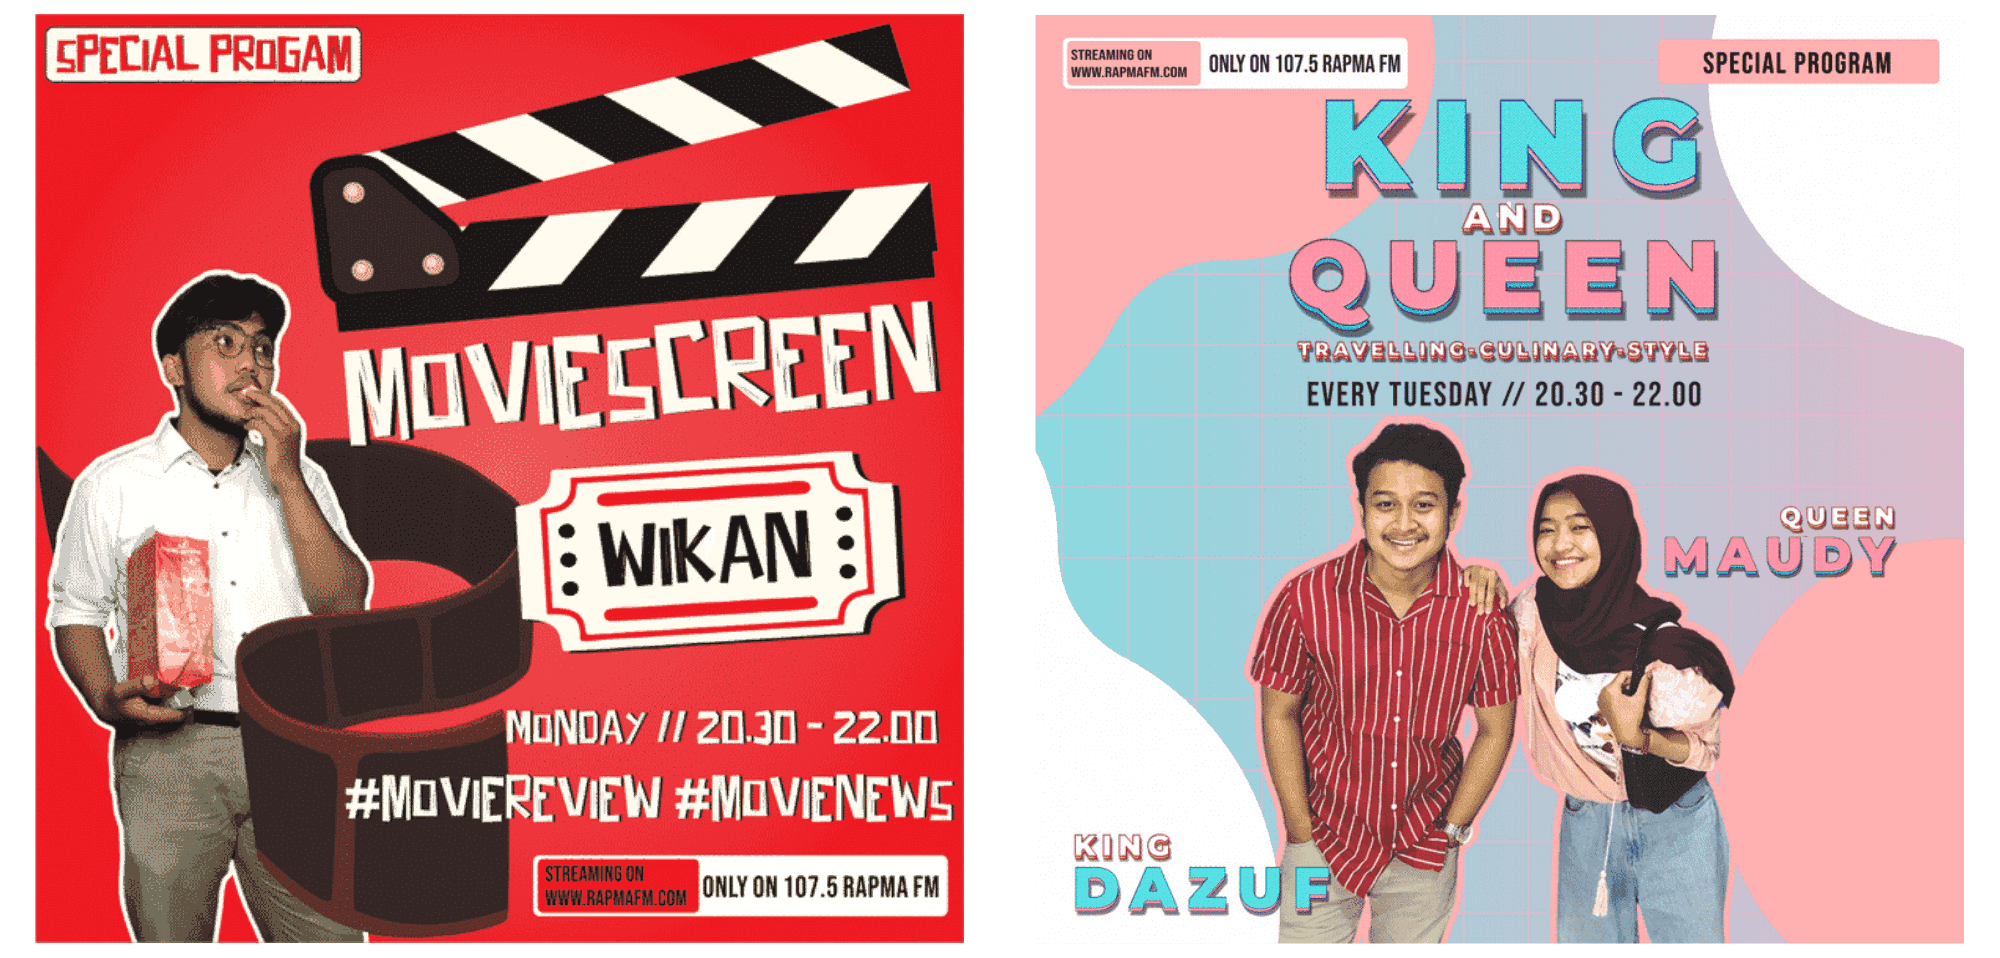 SPECIAL PROGAM
MOVIESCREEN
WIKAN
MONDAY // 20.30 - 22.00
#MOVIEREVIEW #MOVIENEWS
STREAMING ON
WWW.RAPMAFM.COM
ONLY ON 107.5 RAPMA FM
STREAMING ON
WWW.RAPMAFM.COM
ONLY ON 107.5 RAPMA FM
SPECIAL PROGRAM
KING
AND
QUEEN
TRAVELLING-CULINARY-STYLE
EVERY TUESDAY // 20.30 - 22.00
QUEEN
MAUDY
KING
DAZUF